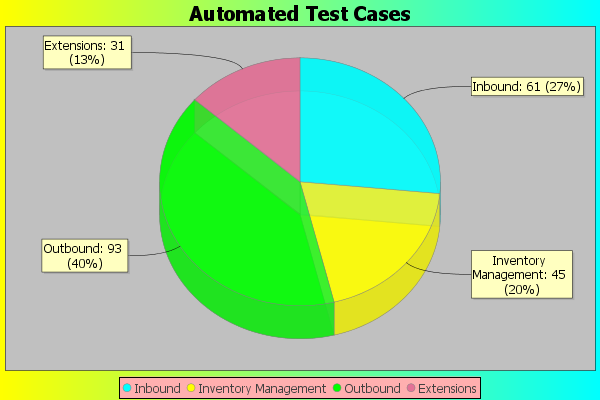 Automated Test Cases
Extensions: 31
(13%)
Inbound: 61 (27%)
Outbound: 93
(40%)
Inventory
Management: 45
(20%)
Inbound Inventory Management Outbound Extensions